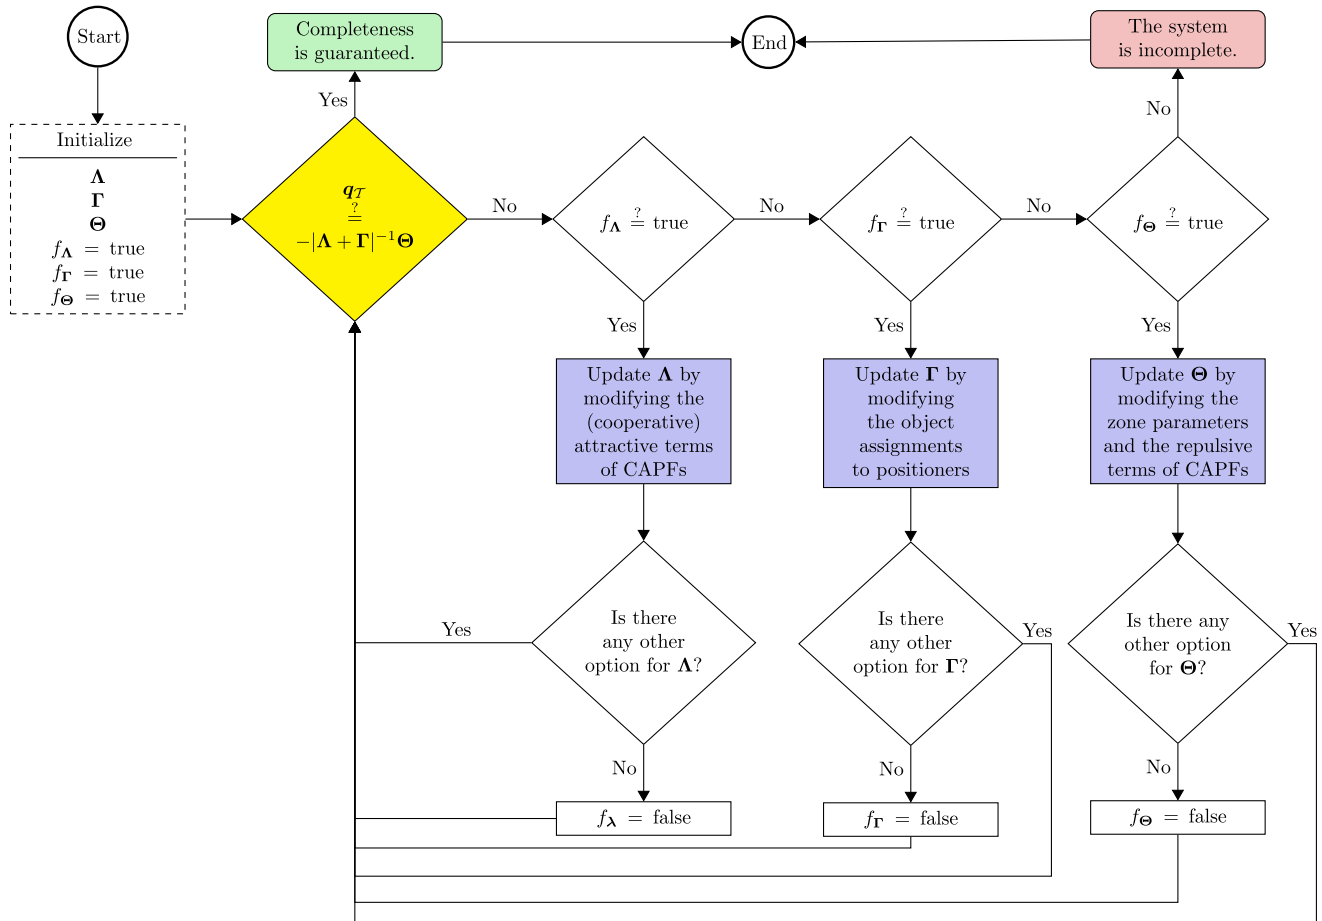 Start
Completeness
is guaranteed.
End
The system
is incomplete.
Yes
No
Initialize
Λ
Γ
Θ
f_Λ = true
f_Γ = true
f_Θ = true
q_𝒯
≟
−|Λ + Γ|⁻¹Θ
No
f_Λ ≟ true
No
f_Γ ≟ true
No
f_Θ ≟ true
Yes
Yes
Yes
Update Λ by
modifying the
(cooperative)
attractive terms
of CAPFs
Update Γ by
modifying
the object
assignments
to positioners
Update Θ by
modifying the
zone parameters
and the repulsive
terms of CAPFs
Yes
Is there
any other
option for Λ?
Is there
any other
option for Γ?
Yes
Is there any
other option
for Θ?
Yes
No
No
No
f_λ = false
f_Γ = false
f_Θ = false